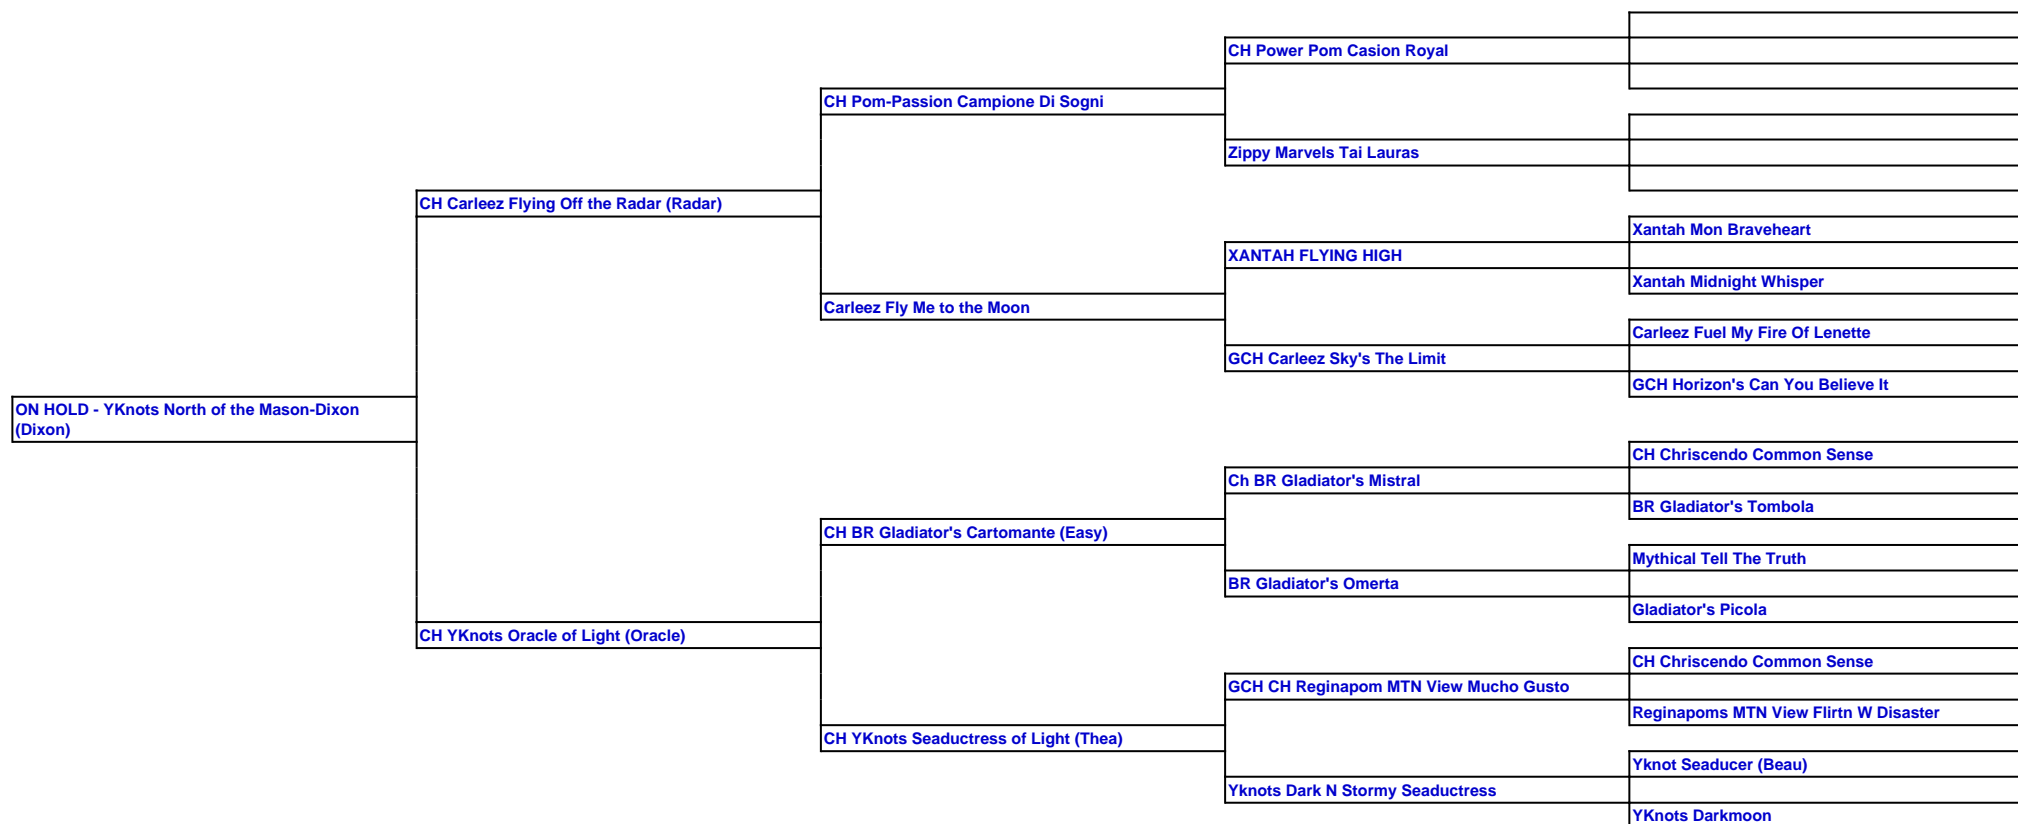 CH Power Pom Casion Royal
CH Pom-Passion Campione Di Sogni
Zippy Marvels Tai Lauras
CH Carleez Flying Off the Radar (Radar)
Xantah Mon Braveheart
XANTAH FLYING HIGH
Xantah Midnight Whisper
Carleez Fly Me to the Moon
Carleez Fuel My Fire Of Lenette
GCH Carleez Sky's The Limit
GCH Horizon's Can You Believe It
ON HOLD - YKnots North of the Mason-Dixon
(Dixon)
CH Chriscendo Common Sense
Ch BR Gladiator's Mistral
BR Gladiator's Tombola
CH BR Gladiator's Cartomante (Easy)
Mythical Tell The Truth
BR Gladiator's Omerta
Gladiator's Picola
CH YKnots Oracle of Light (Oracle)
CH Chriscendo Common Sense
GCH CH Reginapom MTN View Mucho Gusto
Reginapoms MTN View Flirtn W Disaster
CH YKnots Seaductress of Light (Thea)
Yknot Seaducer (Beau)
Yknots Dark N Stormy Seaductress
YKnots Darkmoon